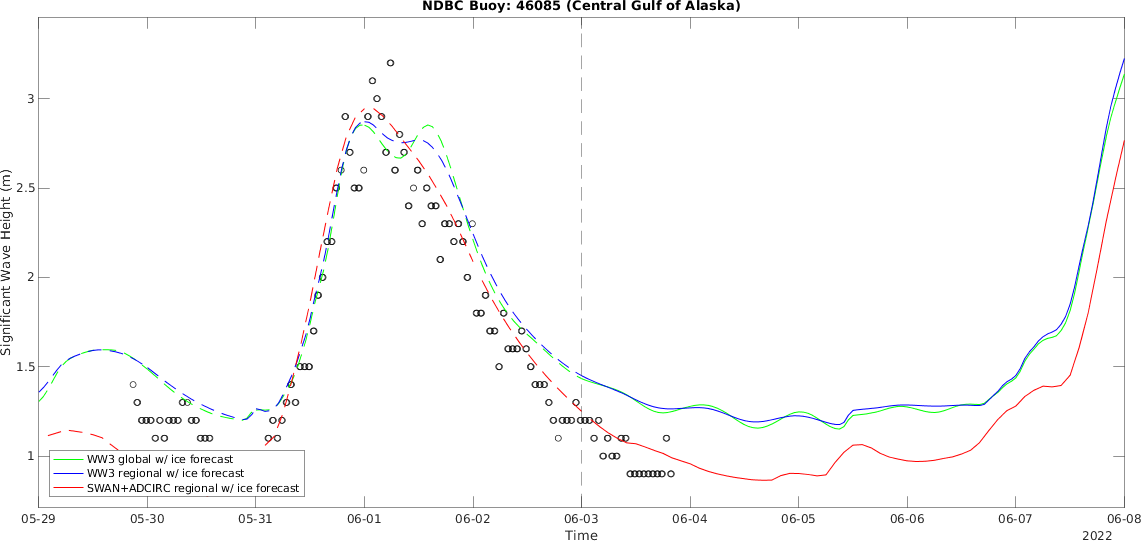 NDBC Buoy: 46085 (Central Gulf of Alaska)
Significant Wave Height (m)
3
2.5
2
1.5
1
WW3 global w/ ice forecast
WW3 regional w/ ice forecast
SWAN+ADCIRC regional w/ ice forecast
05-29 05-30 05-31 06-01 06-02 06-03 06-04 06-05 06-06 06-07 06-08
Time
2022